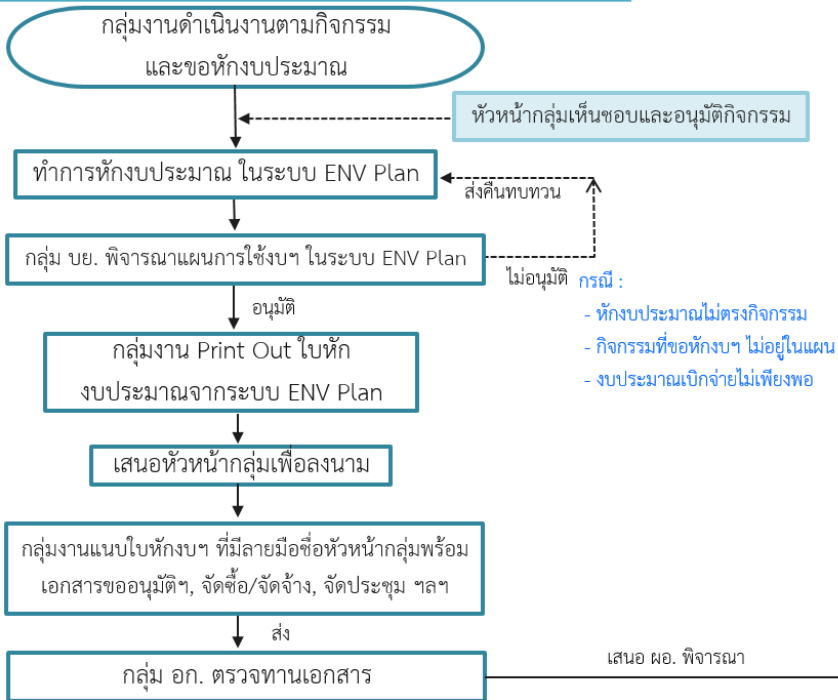 กลุ่มงานดำเนินงานตามกิจกรรม
และขอหักงบประมาณ
หัวหน้ากลุ่มเห็นชอบและอนุมัติกิจกรรม
ทำการหักงบประมาณ ในระบบ ENV Plan
ส่งคืนทบทวน
กลุ่ม บย. พิจารณาแผนการใช้งบฯ ในระบบ ENV Plan
ไม่อนุมัติ
กรณี :
- หักงบประมาณไม่ตรงกิจกรรม
- กิจกรรมที่ขอหักงบฯ ไม่อยู่ในแผน
- งบประมาณเบิกจ่ายไม่เพียงพอ
อนุมัติ
กลุ่มงาน Print Out ใบหัก
งบประมาณจากระบบ ENV Plan
เสนอหัวหน้ากลุ่มเพื่อลงนาม
กลุ่มงานแนบใบหักงบฯ ที่มีลายมือชื่อหัวหน้ากลุ่มพร้อม
เอกสารขออนุมัติฯ, จัดซื้อ/จัดจ้าง, จัดประชุม ฯลฯ
ส่ง
กลุ่ม อก. ตรวจทานเอกสาร
เสนอ ผอ. พิจารณา